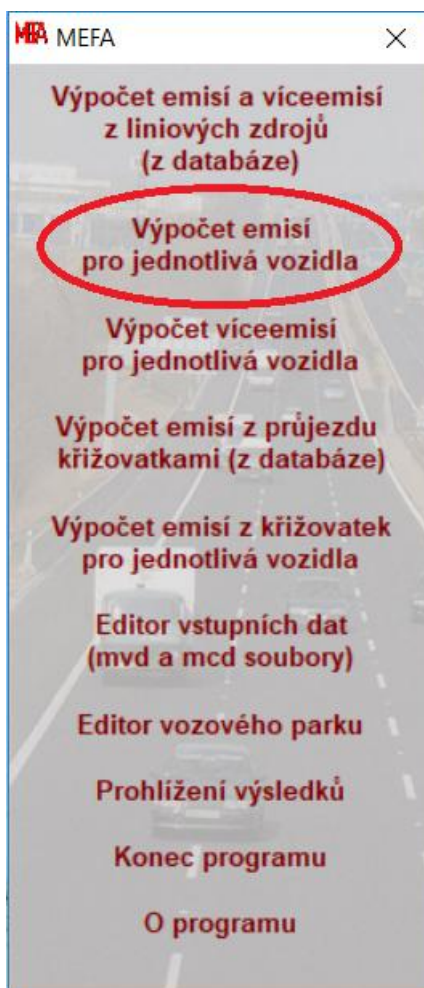 MEFA MEFA
Výpočet emisí a víceemisí
z liniových zdrojů
(z databáze)
Výpočet emisí
pro jednotlivá vozidla
Výpočet víceemisí
pro jednotlivá vozidla
Výpočet emisí z průjezdu
křižovatkami (z databáze)
Výpočet emisí z křižovatek
pro jednotlivá vozidla
Editor vstupních dat
(mvd a mcd soubory)
Editor vozového parku
Prohlížení výsledků
Konec programu
O programu